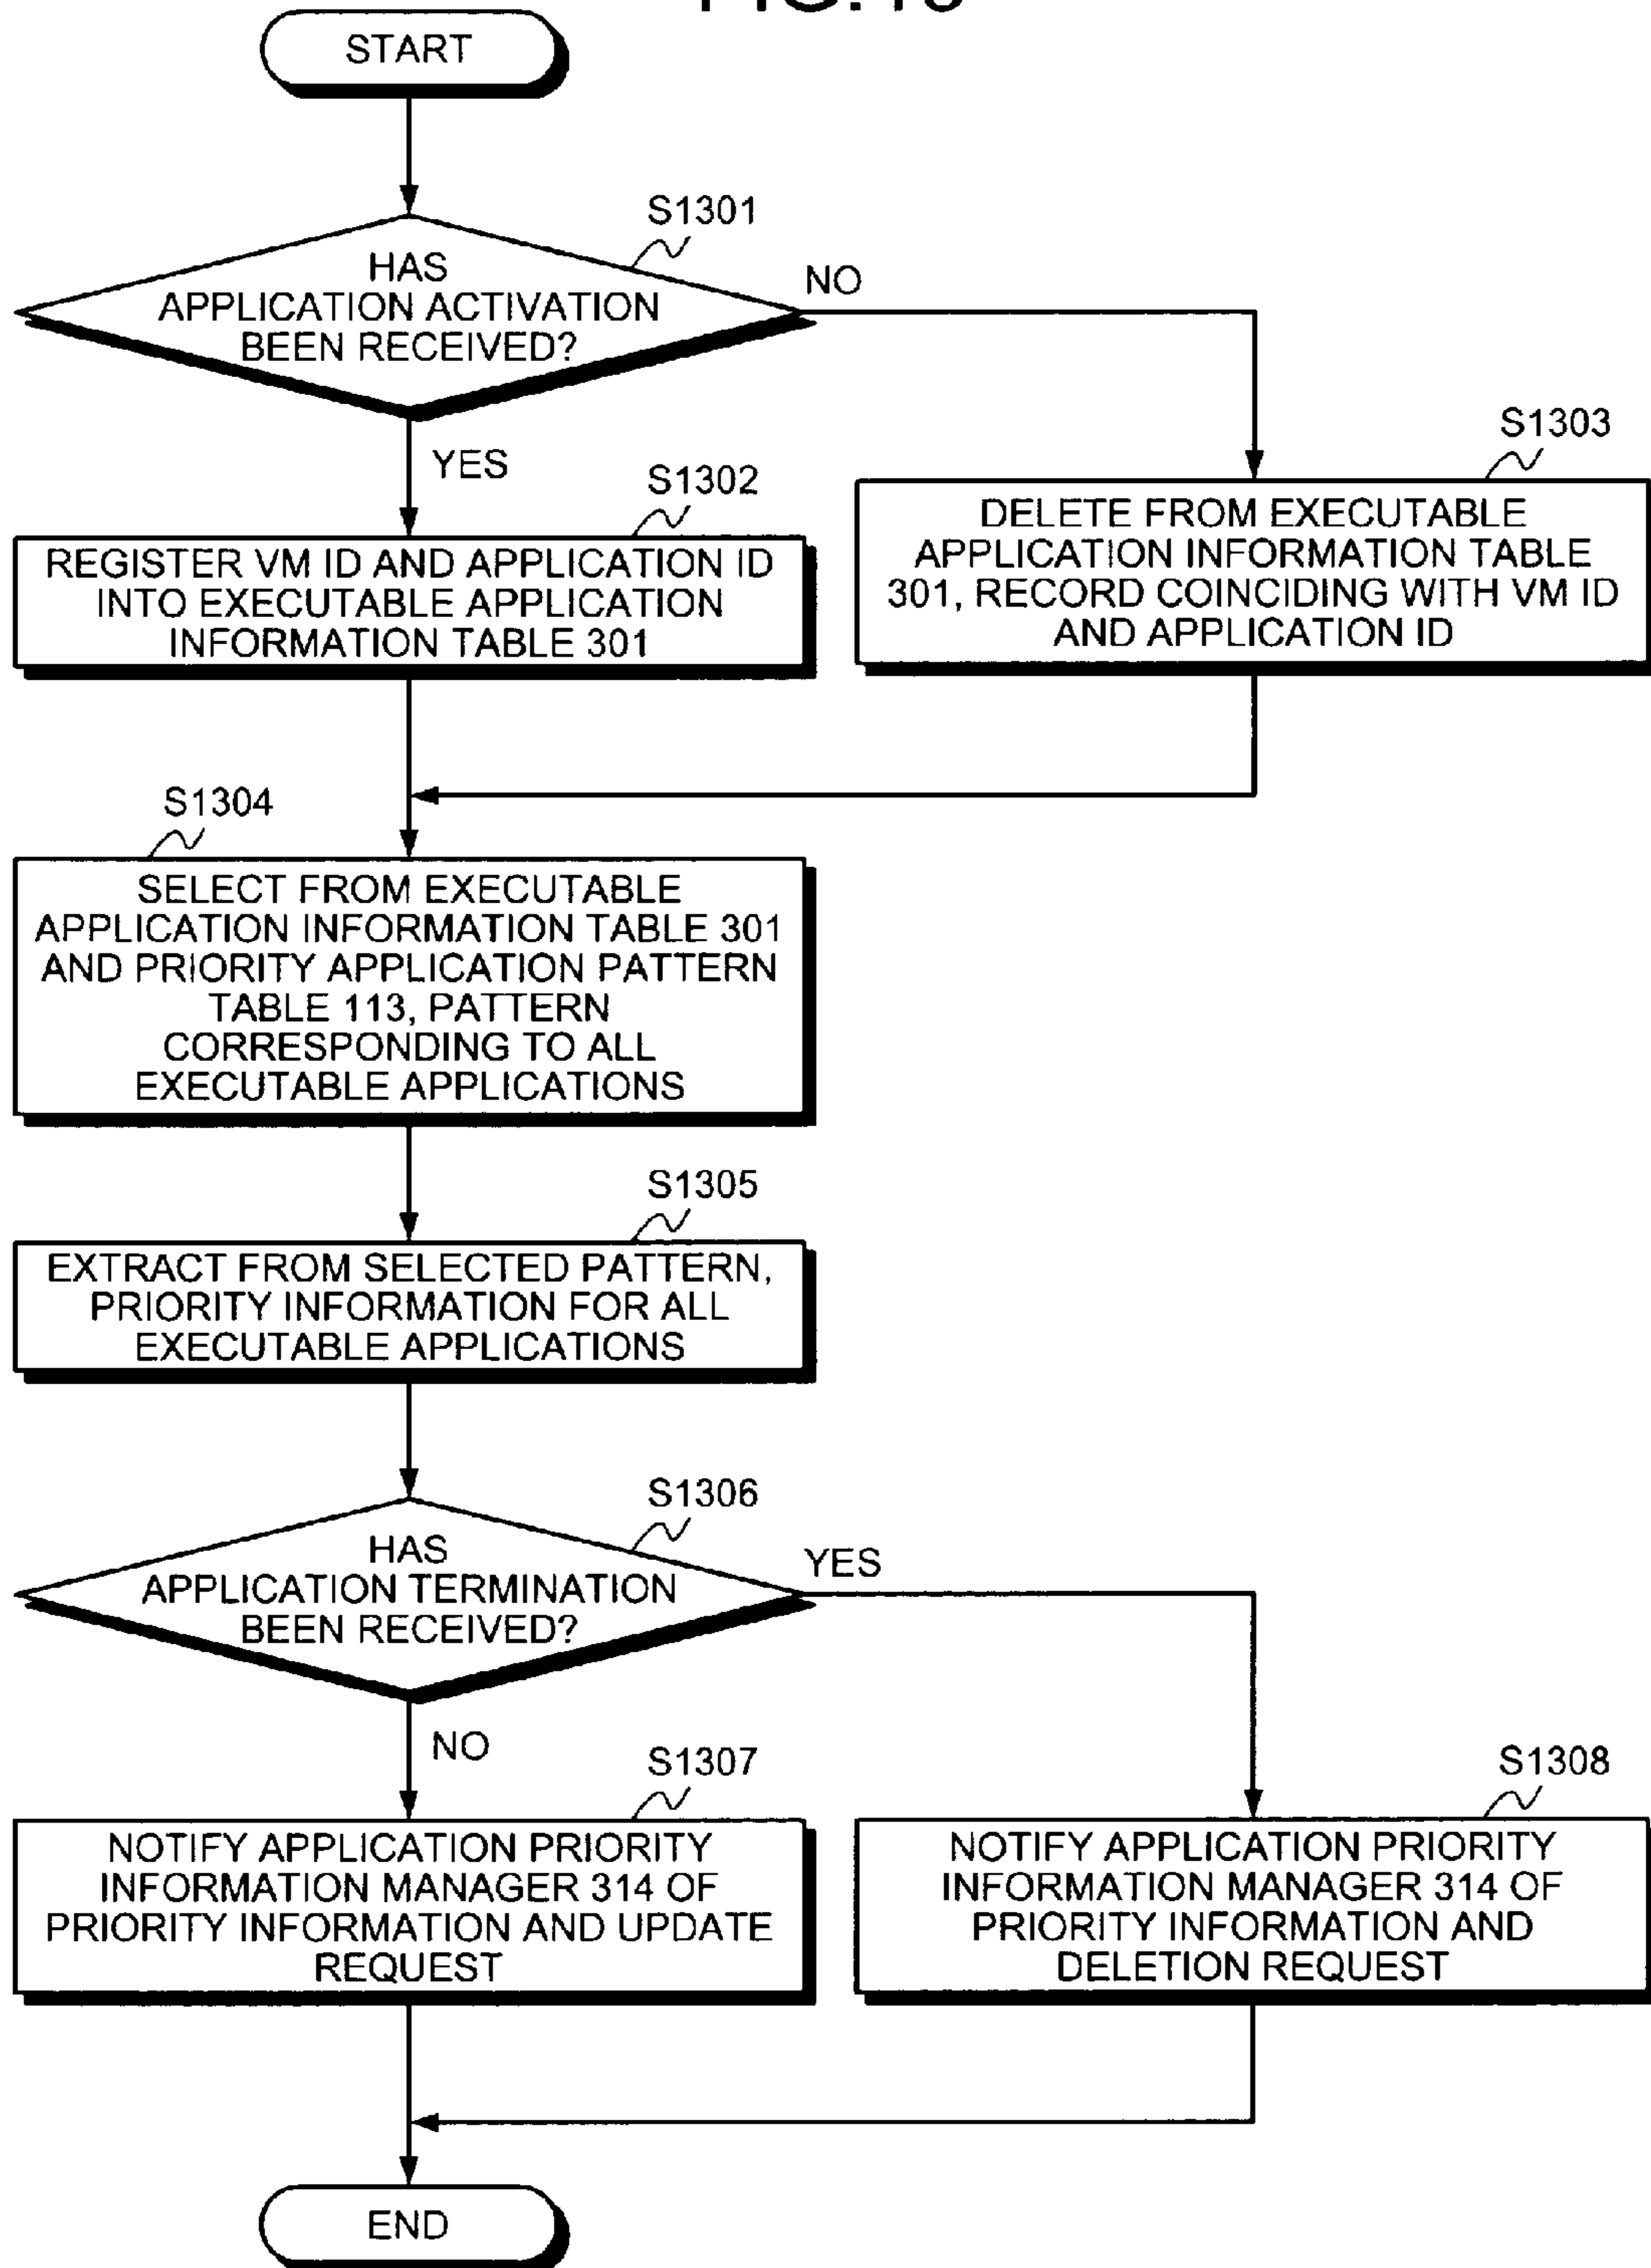 START
S1301
HAS
APPLICATION ACTIVATION
BEEN RECEIVED?
NO
YES
S1302
REGISTER VM ID AND APPLICATION ID
INTO EXECUTABLE APPLICATION
INFORMATION TABLE 301
S1303
DELETE FROM EXECUTABLE
APPLICATION INFORMATION TABLE
301, RECORD COINCIDING WITH VM ID
AND APPLICATION ID
S1304
SELECT FROM EXECUTABLE
APPLICATION INFORMATION TABLE 301
AND PRIORITY APPLICATION PATTERN
TABLE 113, PATTERN
CORRESPONDING TO ALL
EXECUTABLE APPLICATIONS
S1305
EXTRACT FROM SELECTED PATTERN,
PRIORITY INFORMATION FOR ALL
EXECUTABLE APPLICATIONS
S1306
HAS
APPLICATION TERMINATION
BEEN RECEIVED?
YES
NO
S1307
NOTIFY APPLICATION PRIORITY
INFORMATION MANAGER 314 OF
PRIORITY INFORMATION AND UPDATE
REQUEST
S1308
NOTIFY APPLICATION PRIORITY
INFORMATION MANAGER 314 OF
PRIORITY INFORMATION AND
DELETION REQUEST
END